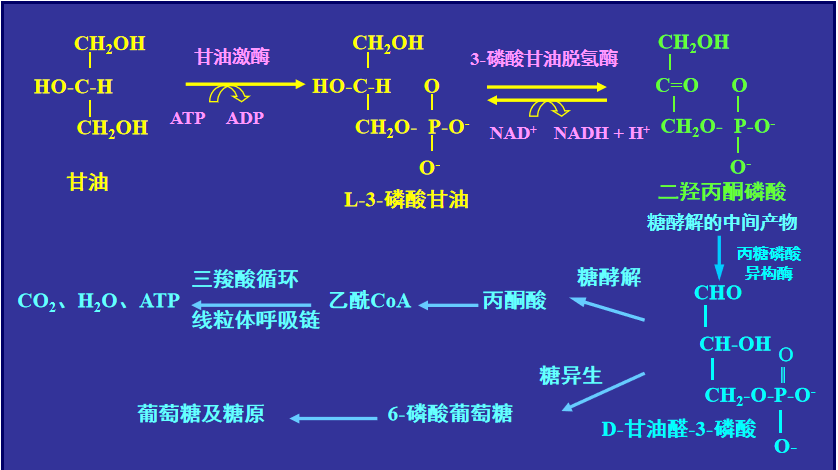 CH₂OH
HO-C-H
CH₂OH
甘油
甘油激酶
ATP ADP
CH₂OH
HO-C-H O
CH₂O- P-O⁻
O⁻
L-3-磷酸甘油
3-磷酸甘油脱氢酶
NAD⁺ NADH + H⁺
CH₂OH
C=O O
CH₂O- P-O⁻
O⁻
二羟丙酮磷酸
糖酵解的中间产物
丙糖磷酸
异构酶
CHO
CH-OH
O
CH₂-O-P-O⁻
O-
D-甘油醛-3-磷酸
糖酵解
丙酮酸
乙酰CoA
三羧酸循环
线粒体呼吸链
CO₂、H₂O、ATP
糖异生
6-磷酸葡萄糖
葡萄糖及糖原